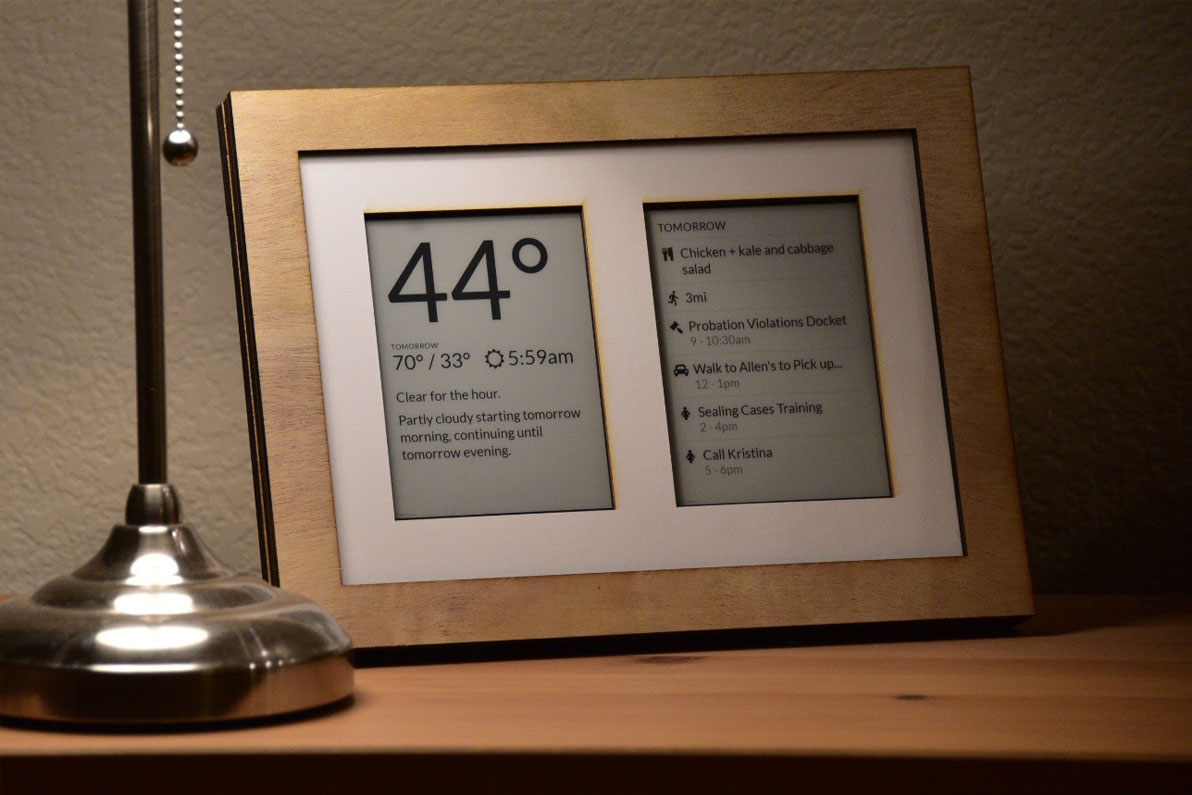 44°
TOMORROW
70° / 33° 5:59am
Clear for the hour.
Partly cloudy starting tomorrow
morning, continuing until
tomorrow evening.
TOMORROW
Chicken + kale and cabbage
salad
3mi
Probation Violations Docket
9 - 10:30am
Walk to Allen's to Pick up...
12 - 1pm
Sealing Cases Training
2 - 4pm
Call Kristina
5 - 6pm